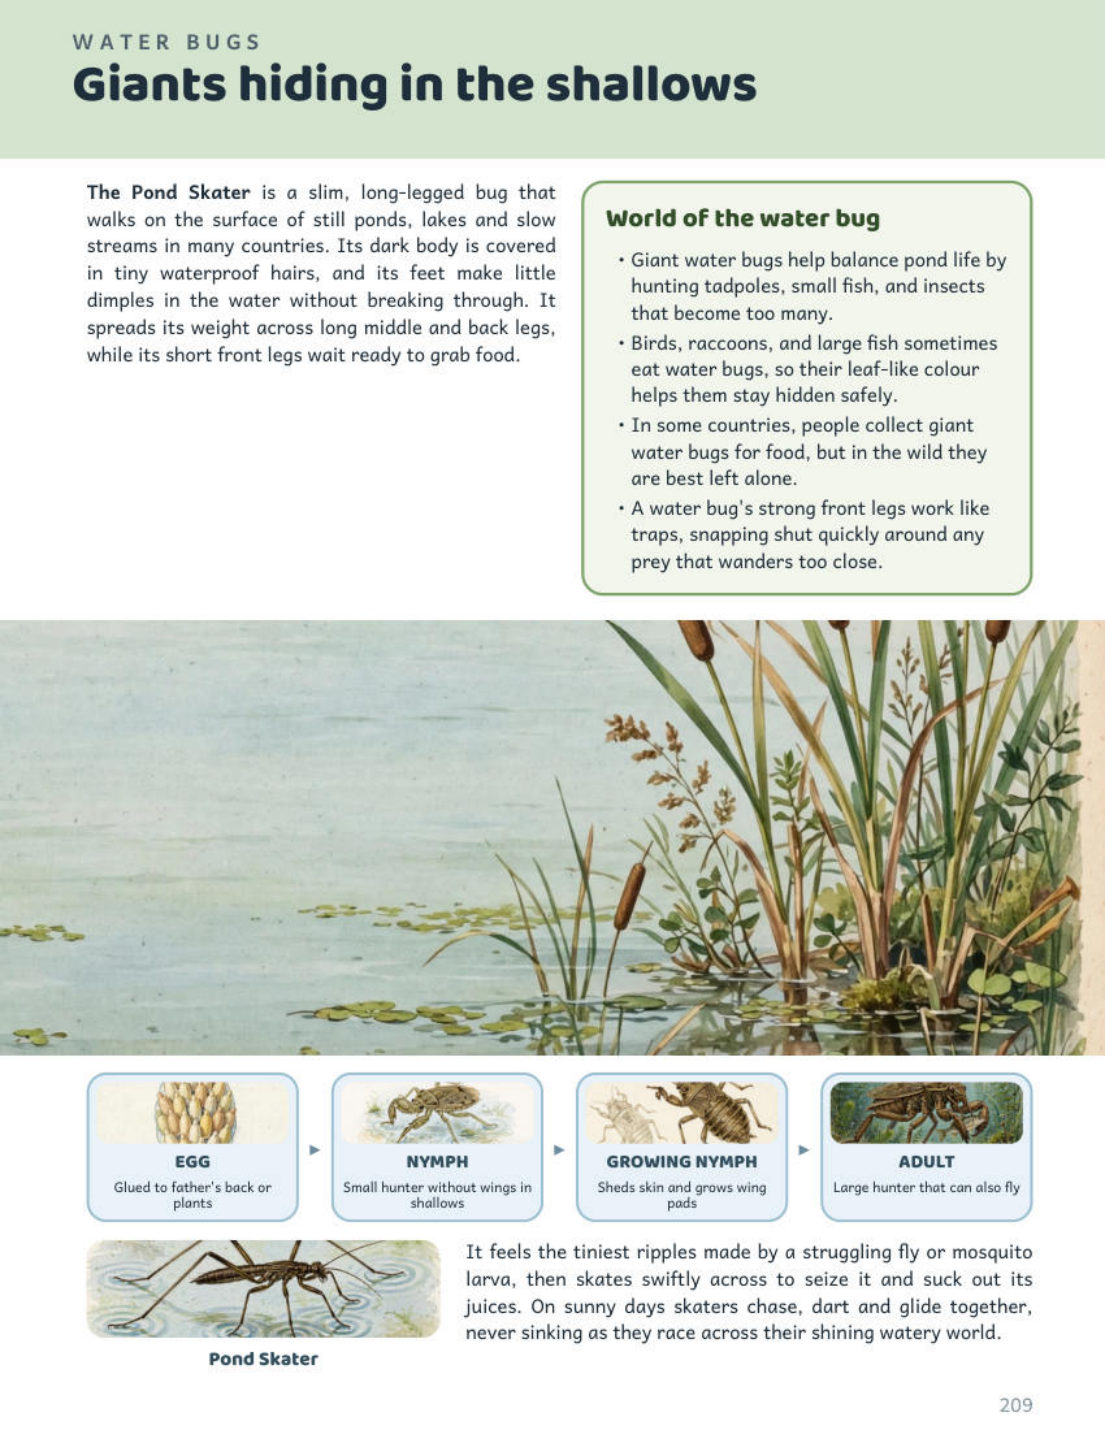 WATER BUGS
Giants hiding in the shallows
The Pond Skater is a slim, long-legged bug that
walks on the surface of still ponds, lakes and slow
streams in many countries. Its dark body is covered
in tiny waterproof hairs, and its feet make little
dimples in the water without breaking through. It
spreads its weight across long middle and back legs,
while its short front legs wait ready to grab food.
World of the water bug
• Giant water bugs help balance pond life by
hunting tadpoles, small fish, and insects
that become too many.
• Birds, raccoons, and large fish sometimes
eat water bugs, so their leaf-like colour
helps them stay hidden safely.
• In some countries, people collect giant
water bugs for food, but in the wild they
are best left alone.
• A water bug's strong front legs work like
traps, snapping shut quickly around any
prey that wanders too close.
EGG
Glued to father's back or
plants
NYMPH
Small hunter without wings in
shallows
GROWING NYMPH
Sheds skin and grows wing
pads
ADULT
Large hunter that can also fly
Pond Skater
It feels the tiniest ripples made by a struggling fly or mosquito
larva, then skates swiftly across to seize it and suck out its
juices. On sunny days skaters chase, dart and glide together,
never sinking as they race across their shining watery world.
209